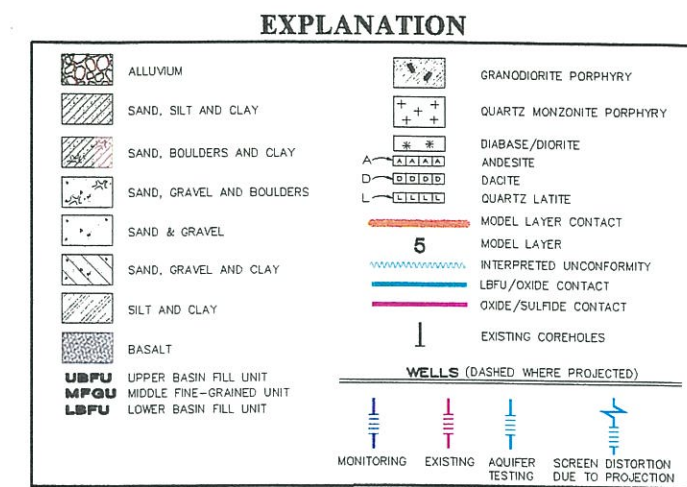 EXPLANATION
ALLUVIUM
SAND, SILT AND CLAY
SAND, BOULDERS AND CLAY
SAND, GRAVEL AND BOULDERS
SAND & GRAVEL
SAND, GRAVEL AND CLAY
SILT AND CLAY
BASALT
UBFU UPPER BASIN FILL UNIT
MFGU MIDDLE FINE-GRAINED UNIT
LBFU LOWER BASIN FILL UNIT
GRANODIORITE PORPHYRY
QUARTZ MONZONITE PORPHYRY
DIABASE/DIORITE
A A A A A ANDESITE
D D D D D DACITE
L L L L L QUARTZ LATITE
MODEL LAYER CONTACT
5 MODEL LAYER
INTERPRETED UNCONFORMITY
LBFU/OXIDE CONTACT
OXIDE/SULFIDE CONTACT
EXISTING COREHOLES
WELLS (DASHED WHERE PROJECTED)
MONITORING
EXISTING
AQUIFER
TESTING
SCREEN DISTORTION
DUE TO PROJECTION